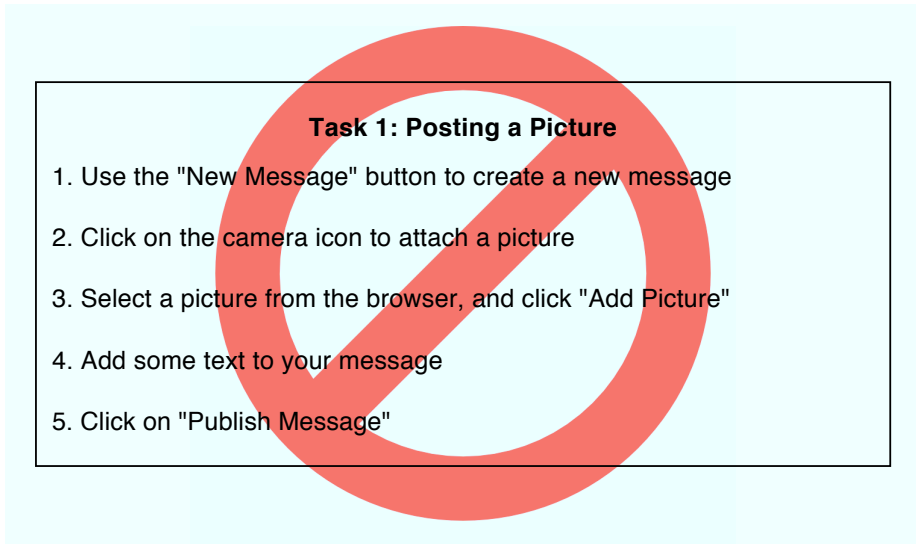 Task 1: Posting a Picture
1. Use the "New Message" button to create a new message
2. Click on the camera icon to attach a picture
3. Select a picture from the browser, and click "Add Picture"
4. Add some text to your message
5. Click on "Publish Message"